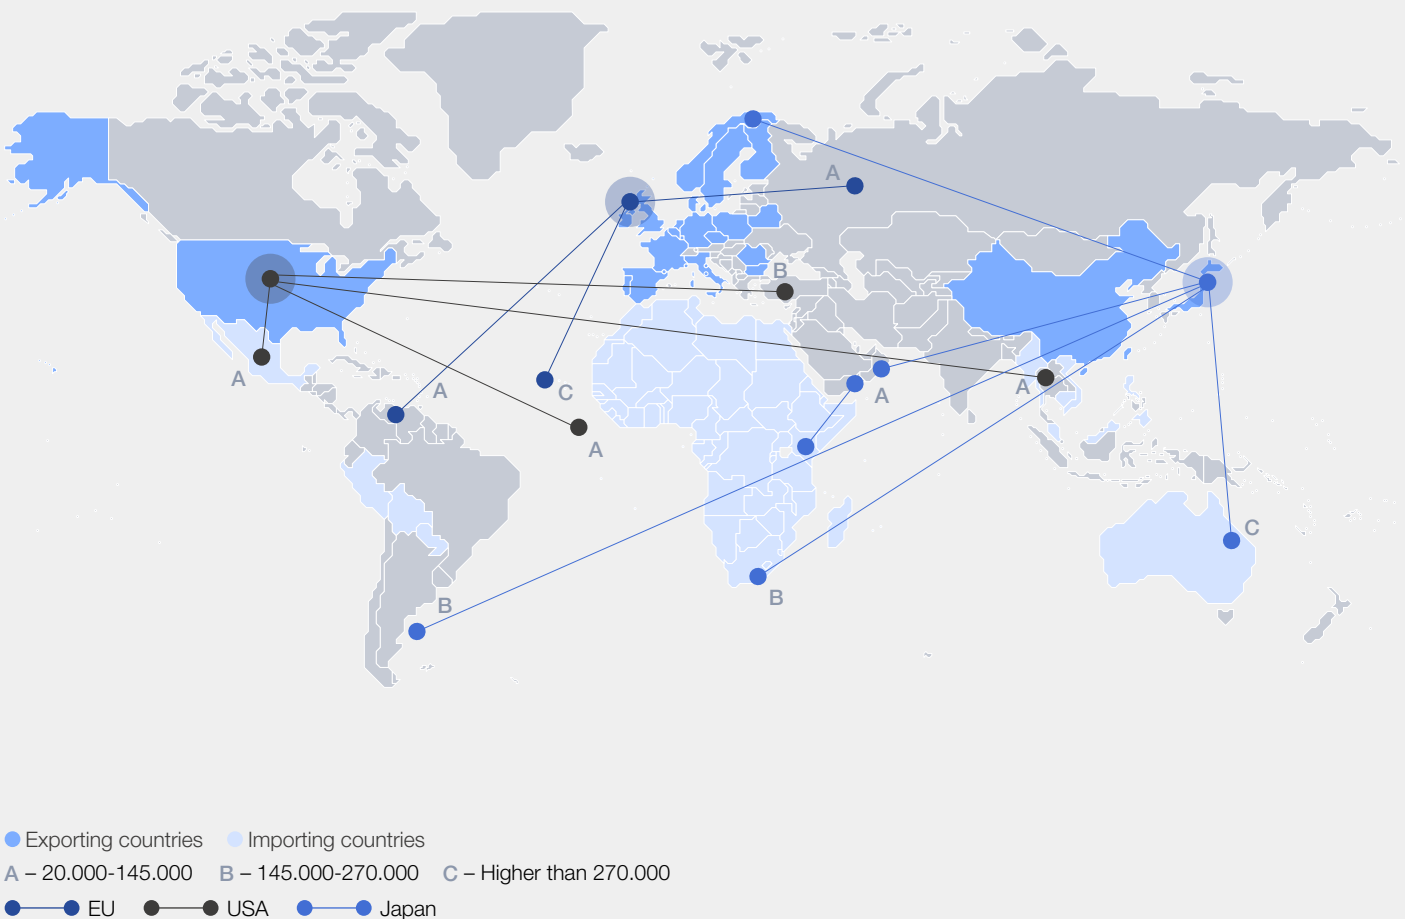 A
B
A
A
C
A
A
A
C
B
B
Exporting countries Importing countries
A – 20.000-145.000 B – 145.000-270.000 C – Higher than 270.000
EU USA Japan